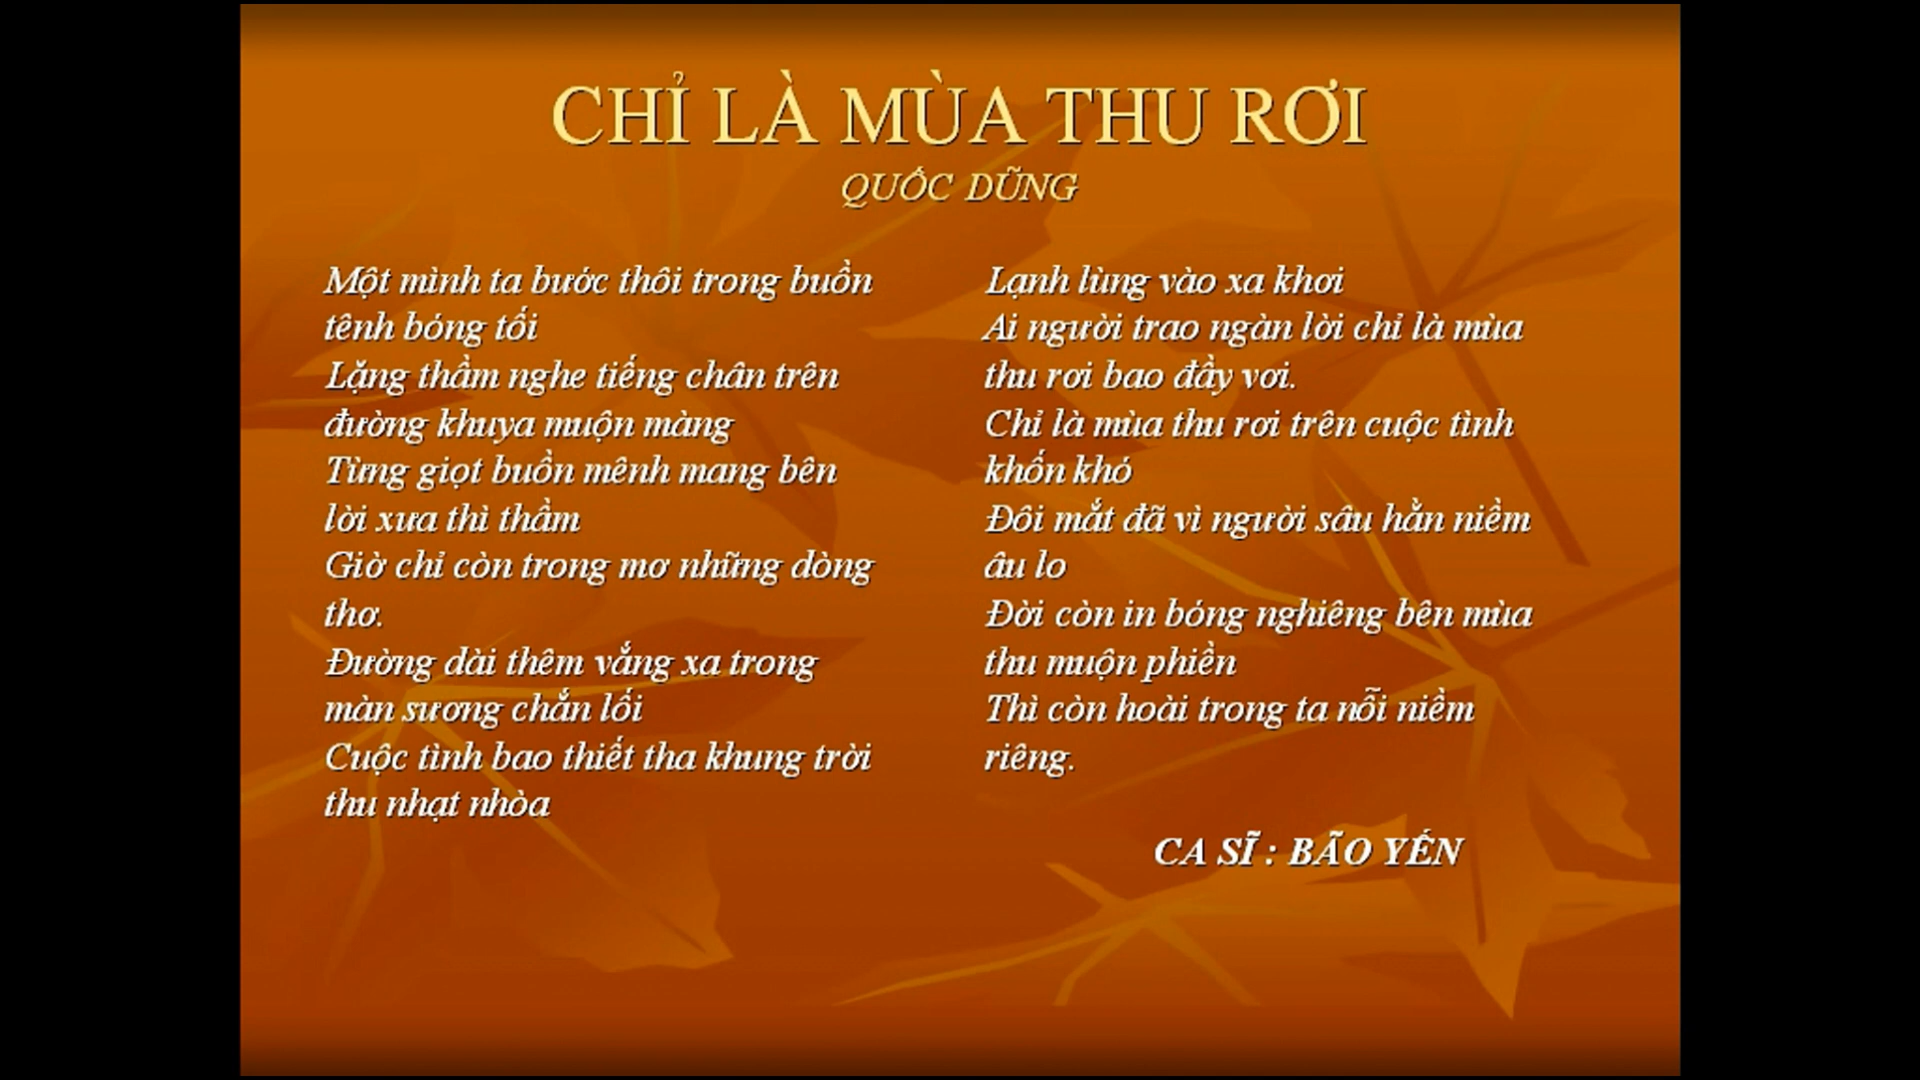 CHỈ LÀ MÙA THU RƠI
QUỐC DŨNG
Một mình ta bước thôi trong buồn
tênh bóng tối
Lặng thầm nghe tiếng chân trên
đường khuya muộn màng
Từng giọt buồn mênh mang bên
lời xưa thì thầm
Giờ chỉ còn trong mơ những dòng
thơ.
Đường dài thêm vắng xa trong
màn sương chắn lối
Cuộc tình bao thiết tha khung trời
thu nhạt nhòa
Lạnh lùng vào xa khơi
Ai người trao ngàn lời chỉ là mùa
thu rơi bao đầy vơi.
Chỉ là mùa thu rơi trên cuộc tình
khốn khó
Đôi mắt đã vì người sâu hằn niềm
âu lo
Đời còn in bóng nghiêng bên mùa
thu muộn phiền
Thì còn hoài trong ta nỗi niềm
riêng.
CA SĨ : BÃO YẾN